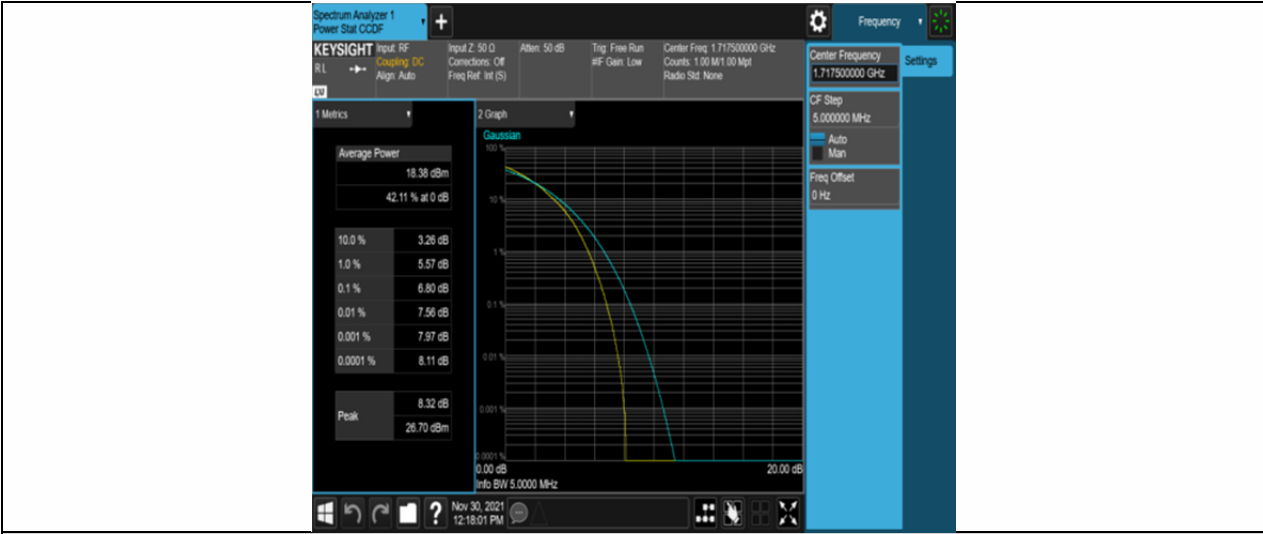 Spectrum Analyzer 1
Power Stat CCDF
Frequency
KEYSIGHT
RL
Input: RF
Coupling: DC
Align: Auto
Input Z: 50 Ω
Corrections: Off
Freq Ref: Int (S)
Atten: 50 dB
Trig: Free Run
#IF Gain: Low
Center Freq: 1.717500000 GHz
Counts: 1.00 M/1.00 Mpt
Radio Std: None
Center Frequency
1.717500000 GHz
Settings
CF Step
5.000000 MHz
Auto
Man
Freq Offset
0 Hz
1 Metrics
Average Power
18.38 dBm
42.11 % at 0 dB
10.0 % 3.26 dB
1.0 % 5.57 dB
0.1 % 6.80 dB
0.01 % 7.56 dB
0.001 % 7.97 dB
0.0001 % 8.11 dB
Peak
8.32 dB
26.70 dBm
2 Graph
Gaussian
100 %
10 %
1 %
0.1 %
0.01 %
0.001 %
0.0001 %
0.00 dB 20.00 dB
Info BW 5.0000 MHz
?
Nov 30, 2021
12:18:01 PM